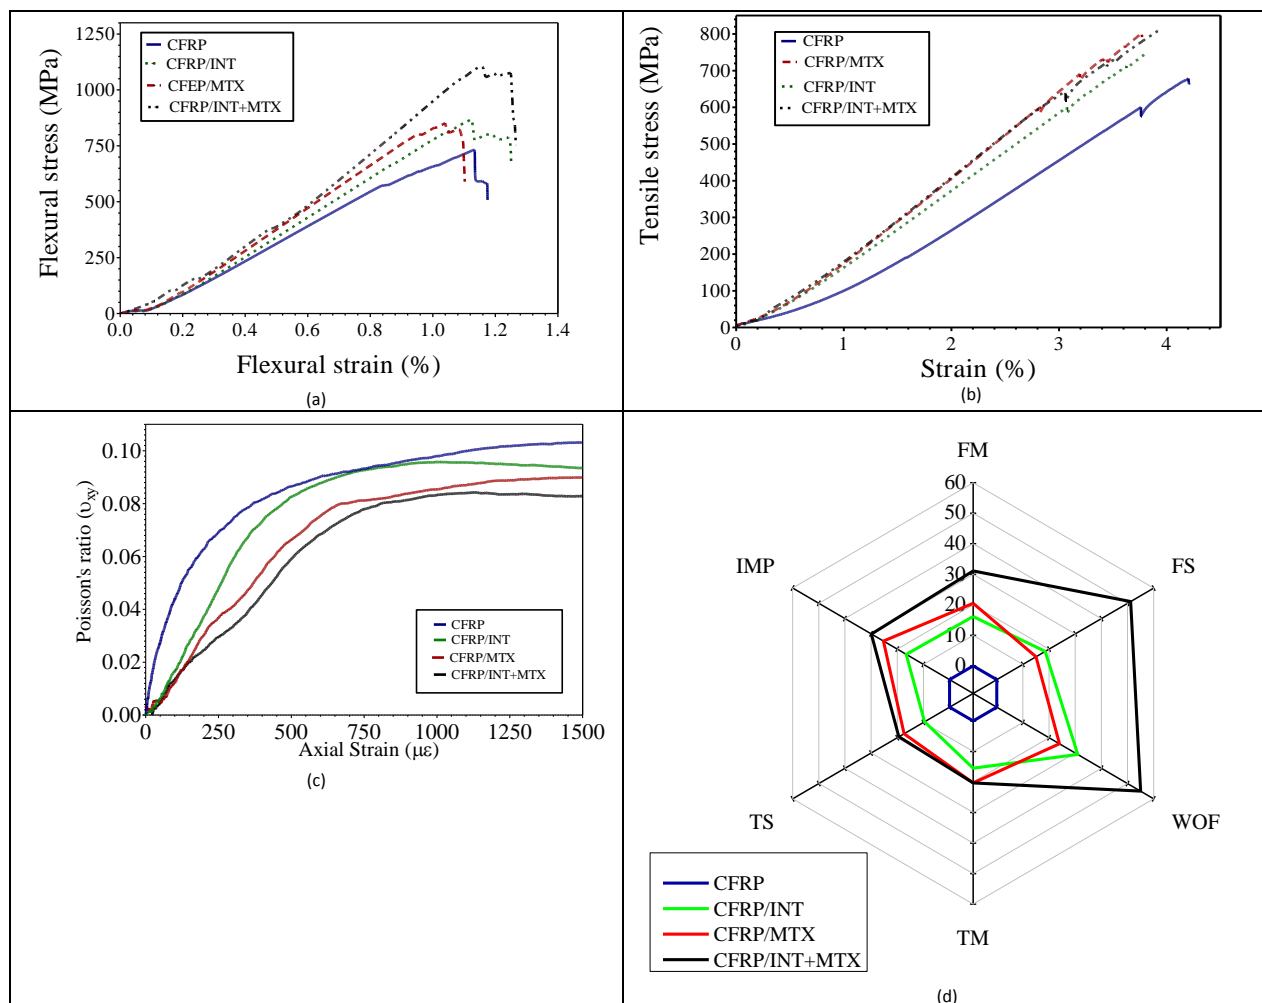 1250
1000
750
500
250
0
Flexural stress (MPa)
CFRP
CFRP/INT
CFEP/MTX
CFRP/INT+MTX
0.0 0.2 0.4 0.6 0.8 1.0 1.2 1.4
Flexural strain (%)
(a)
800
700
600
500
400
300
200
100
0
Tensile stress (MPa)
CFRP
CFRP/MTX
CFRP/INT
CFRP/INT+MTX
0 1 2 3 4
Strain (%)
(b)
0.10
0.08
0.06
0.04
0.02
0.00
Poisson's ratio (υxy)
CFRP
CFRP/INT
CFRP/MTX
CFRP/INT+MTX
0 250 500 750 1000 1250 1500
Axial Strain (με)
(c)
FM
60
50
40
30
20
10
0
IMP
FS
TS
WOF
TM
CFRP
CFRP/INT
CFRP/MTX
CFRP/INT+MTX
(d)